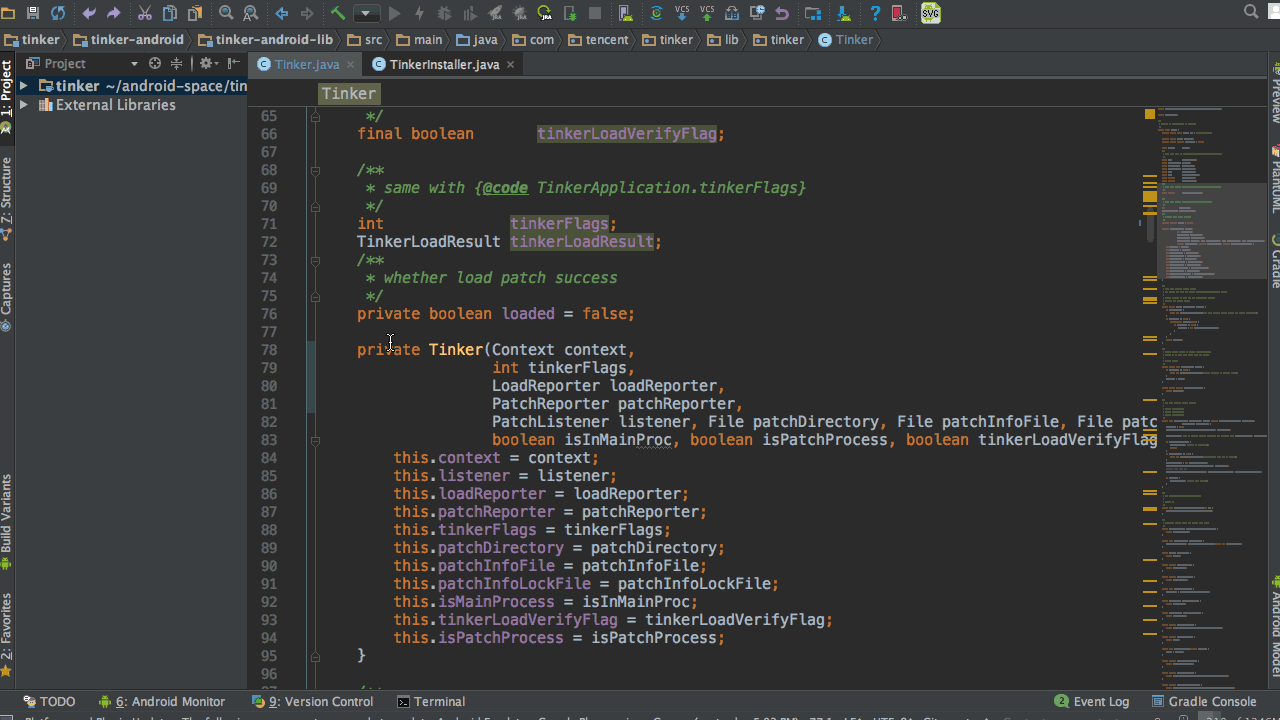 VCS VCS SVG
tinker tinker-android tinker-android-lib src main java com tencent tinker lib tinker Tinker
Project
Tinker.java × TinkerInstaller.java ×
1: Project
Z: Structure
Captures
Build Variants
2: Favorites
tinker ~/android-space/tin
External Libraries
Tinker
65 */
66 final boolean tinkerLoadVerifyFlag;
67
68 /**
69 * same with {@code TinkerApplication.tinkerFlags}
70 */
71 int tinkerFlags;
72 TinkerLoadResult tinkerLoadResult;
73 /**
74 * whether load patch success
75 */
76 private boolean loaded = false;
77
78 private Tinker(Context context,
79 int tinkerFlags,
80 LoadReporter loadReporter,
81 PatchReporter patchReporter,
82 PatchListener listener, File patchDirectory, File patchInfoFile, File patc
83 boolean isInMainProc, boolean isPatchProcess, boolean tinkerLoadVerifyFlag
84 this.context = context;
85 this.listener = listener;
86 this.loadReporter = loadReporter;
87 this.patchReporter = patchReporter;
88 this.tinkerFlags = tinkerFlags;
89 this.patchDirectory = patchDirectory;
90 this.patchInfoFile = patchInfoFile;
91 this.patchInfoLockFile = patchInfoLockFile;
92 this.isMainProcess = isInMainProc;
93 this.tinkerLoadVerifyFlag = tinkerLoadVerifyFlag;
94 this.isPatchProcess = isPatchProcess;
95 }
96
Preview
PlantUML
Gradle
Android Model
TODO 6: Android Monitor 9: Version Control Terminal 2 Event Log Gradle Console